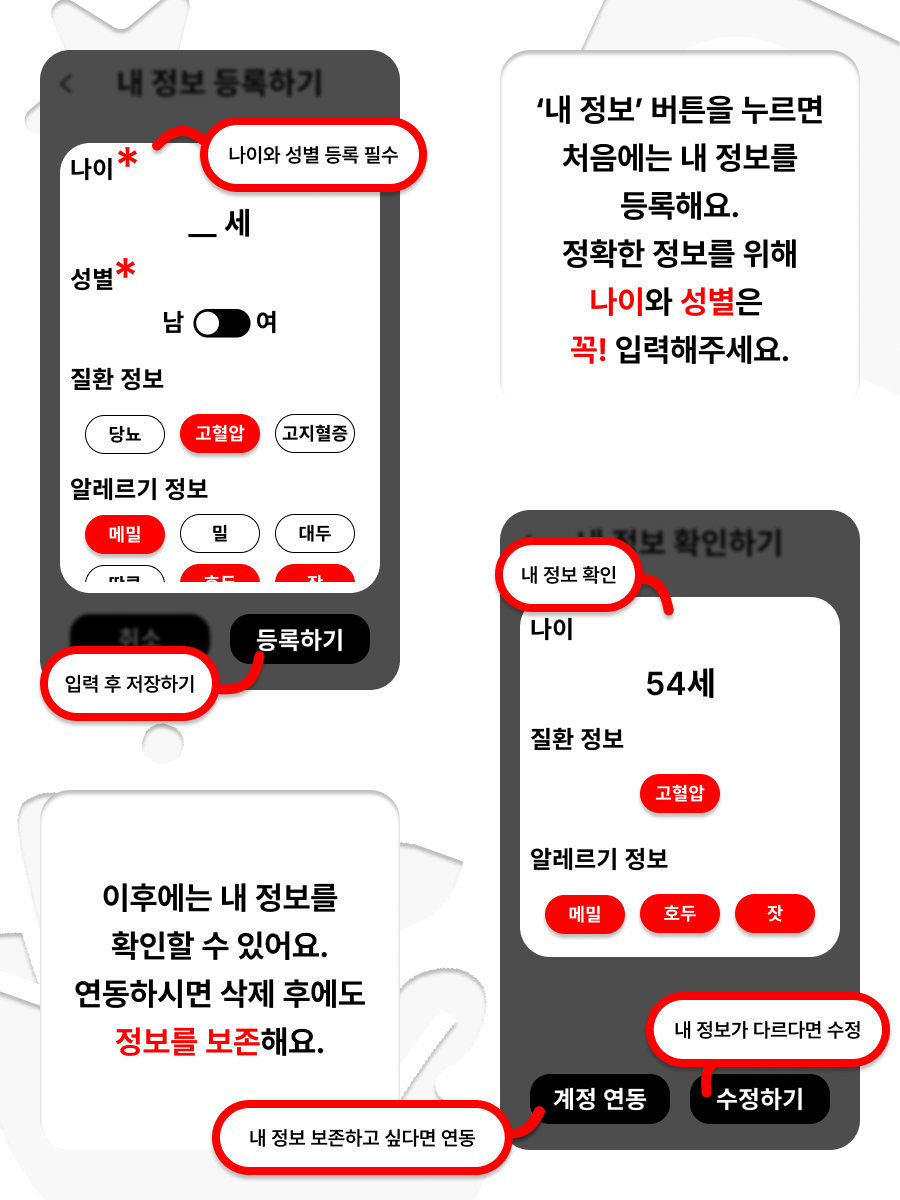 내 정보 등록하기
나이와 성별 등록 필수
나이*
__ 세
성별*
남 여
질환 정보
당뇨 고혈압 고지혈증
알레르기 정보
메밀 밀 대두
땅콩 호두 잣
취소 등록하기
입력 후 저장하기
‘내 정보’ 버튼을 누르면
처음에는 내 정보를
등록해요.
정확한 정보를 위해
나이와 성별은
꼭! 입력해주세요.
이후에는 내 정보를
확인할 수 있어요.
연동하시면 삭제 후에도
정보를 보존해요.
내 정보 확인하기
내 정보 확인
나이
54세
질환 정보
고혈압
알레르기 정보
메밀 호두 잣
내 정보가 다르다면 수정
계정 연동 수정하기
내 정보 보존하고 싶다면 연동